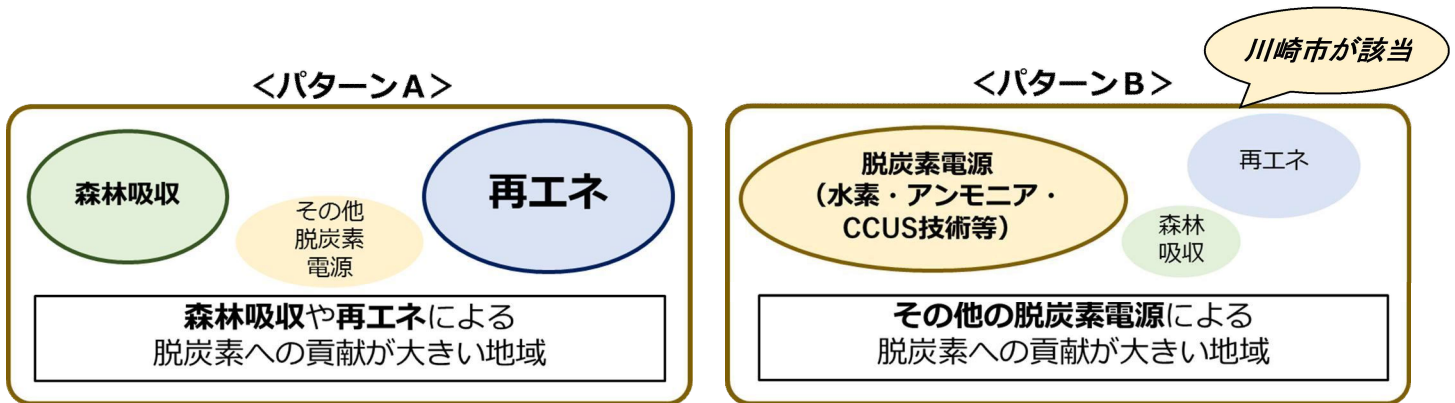 <パターンA>
森林吸収
その他
脱炭素
電源
再エネ
森林吸収や再エネによる
脱炭素への貢献が大きい地域
川崎市が該当
<パターンB>
脱炭素電源
(水素・アンモニア・
CCUS技術等)
再エネ
森林
吸収
その他の脱炭素電源による
脱炭素への貢献が大きい地域